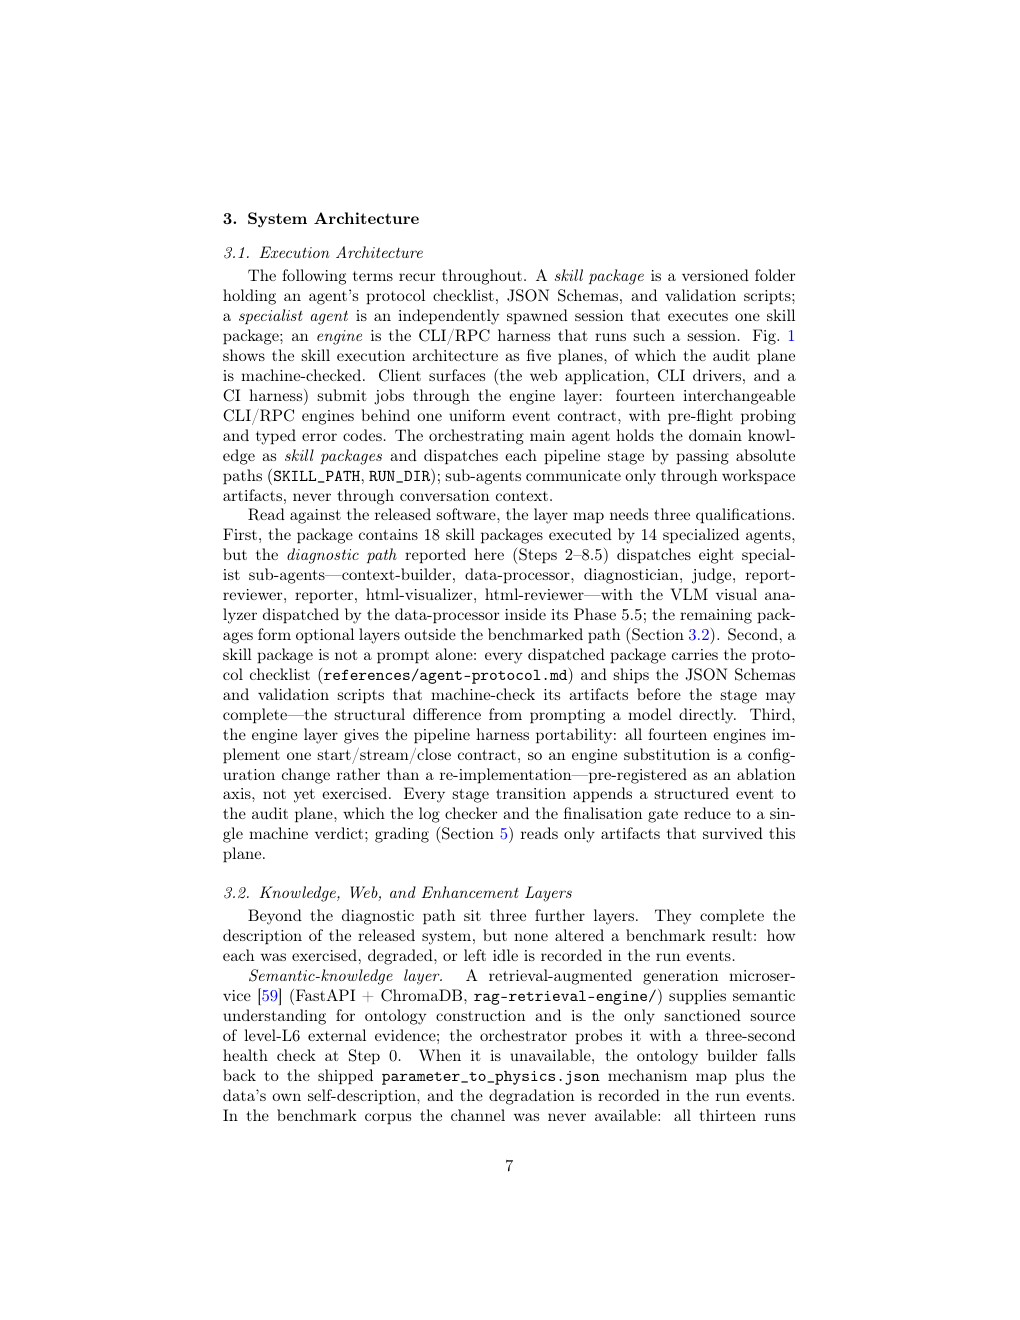 3. System Architecture
3.1. Execution Architecture
The following terms recur throughout. A skill package is a versioned folder
holding an agent's protocol checklist, JSON Schemas, and validation scripts;
a specialist agent is an independently spawned session that executes one skill
package; an engine is the CLI/RPC harness that runs such a session. Fig. 1
shows the skill execution architecture as five planes, of which the audit plane
is machine-checked. Client surfaces (the web application, CLI drivers, and a
CI harness) submit jobs through the engine layer: fourteen interchangeable
CLI/RPC engines behind one uniform event contract, with pre-flight probing
and typed error codes. The orchestrating main agent holds the domain knowl-
edge as skill packages and dispatches each pipeline stage by passing absolute
paths (SKILL_PATH, RUN_DIR); sub-agents communicate only through workspace
artifacts, never through conversation context.
Read against the released software, the layer map needs three qualifications.
First, the package contains 18 skill packages executed by 14 specialized agents,
but the diagnostic path reported here (Steps 2–8.5) dispatches eight special-
ist sub-agents—context-builder, data-processor, diagnostician, judge, report-
reviewer, reporter, html-visualizer, html-reviewer—with the VLM visual ana-
lyzer dispatched by the data-processor inside its Phase 5.5; the remaining pack-
ages form optional layers outside the benchmarked path (Section 3.2). Second, a
skill package is not a prompt alone: every dispatched package carries the proto-
col checklist (references/agent-protocol.md) and ships the JSON Schemas
and validation scripts that machine-check its artifacts before the stage may
complete—the structural difference from prompting a model directly. Third,
the engine layer gives the pipeline harness portability: all fourteen engines im-
plement one start/stream/close contract, so an engine substitution is a config-
uration change rather than a re-implementation—pre-registered as an ablation
axis, not yet exercised. Every stage transition appends a structured event to
the audit plane, which the log checker and the finalisation gate reduce to a sin-
gle machine verdict; grading (Section 5) reads only artifacts that survived this
plane.
3.2. Knowledge, Web, and Enhancement Layers
Beyond the diagnostic path sit three further layers. They complete the
description of the released system, but none altered a benchmark result: how
each was exercised, degraded, or left idle is recorded in the run events.
Semantic-knowledge layer. A retrieval-augmented generation microser-
vice [59] (FastAPI + ChromaDB, rag-retrieval-engine/) supplies semantic
understanding for ontology construction and is the only sanctioned source
of level-L6 external evidence; the orchestrator probes it with a three-second
health check at Step 0. When it is unavailable, the ontology builder falls
back to the shipped parameter_to_physics.json mechanism map plus the
data's own self-description, and the degradation is recorded in the run events.
In the benchmark corpus the channel was never available: all thirteen runs
7